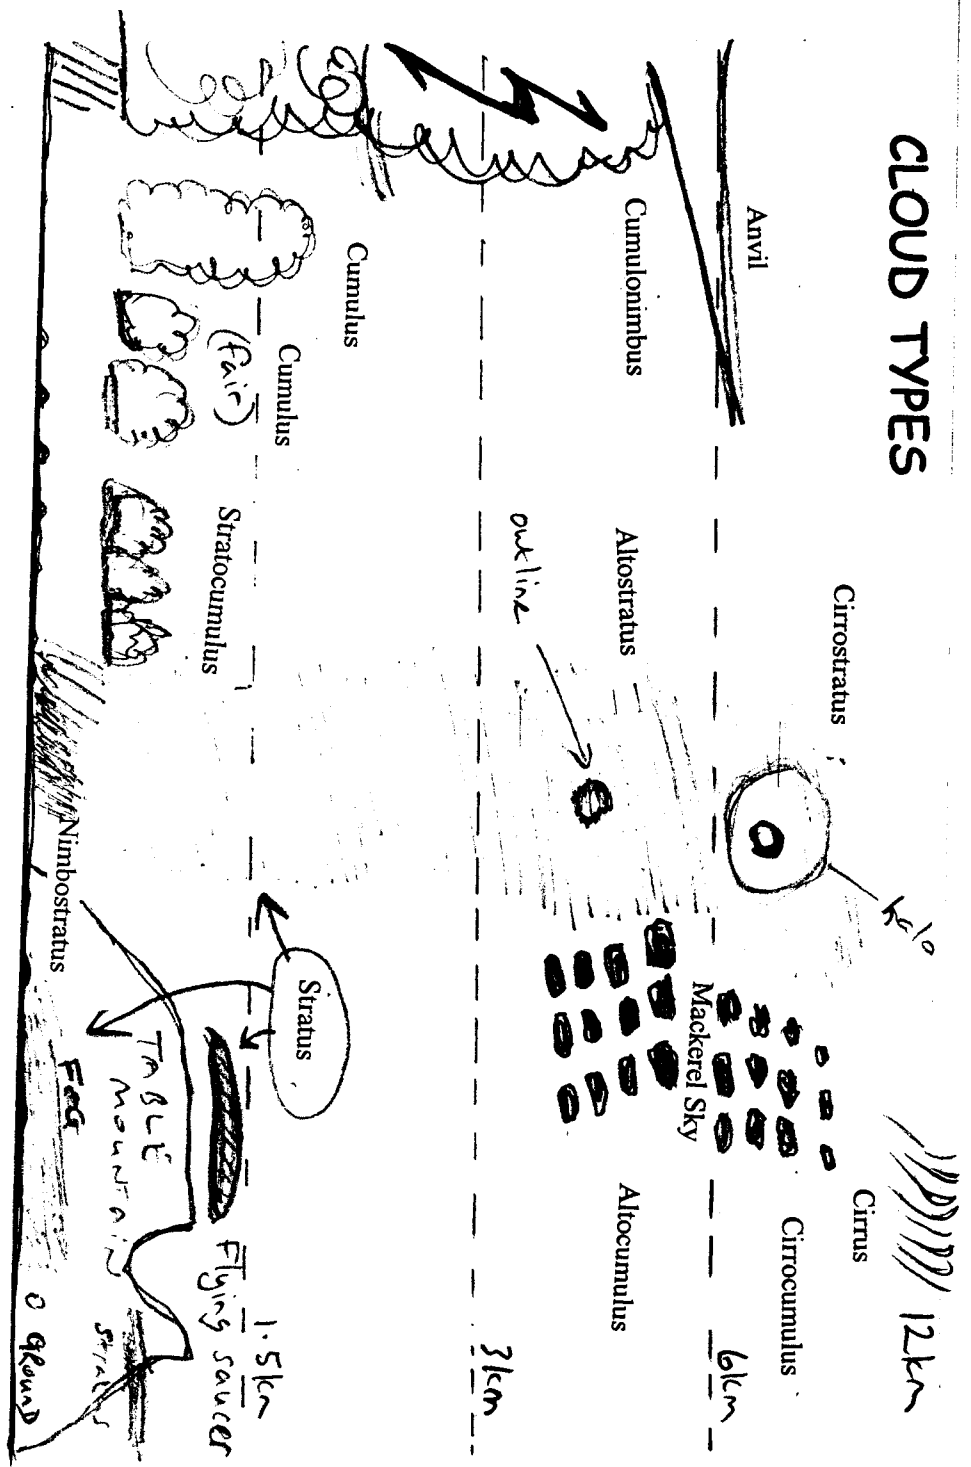 CLOUD TYPES
12km
Cirrus
Cirrostratus
halo
Cirrocumulus
Anvil
6km
Mackerel Sky
Cumulonimbus
Altostratus
Altocumulus
outline
3km
Cumulus
Stratus
Cumulus
(fair)
1.5km
Stratocumulus
Flying saucer
TABLE
MOUNTAIN
Stratus
Nimbostratus
FOG
0 GROUND